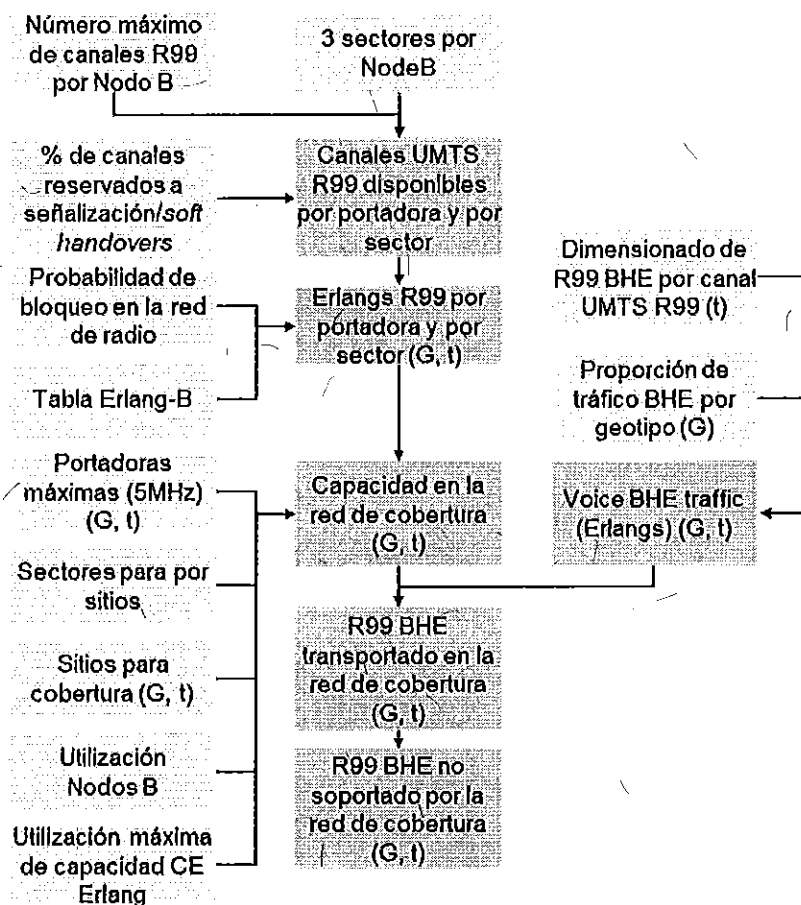 Número máximo
de canales R99
por Nodo B
3 sectores por
NodeB
% de canales
reservados a
señalización/soft
handovers
Canales UMTS
R99 disponibles
por portadora y por
sector
Probabilidad de
bloqueo en la red
de radio
Erlangs R99 por
portadora y por
sector (G, t)
Tabla Erlang-B
Dimensionado de
R99 BHE por canal
UMTS R99 (t)
Proporción de
tráfico BHE por
geotipo (G)
Portadoras
máximas (5MHz)
(G, t)
Capacidad en la
red de cobertura
(G, t)
Voice BHE traffic
(Erlangs) (G, t)
Sectores para por
sitios
Sitios para
cobertura (G, t)
R99 BHE
transportado en la
red de cobertura
(G, t)
Utilización
Nodos B
R99 BHE no
soportado por la
red de cobertura
(G, t)
Utilización máxima
de capacidad CE
Erlang